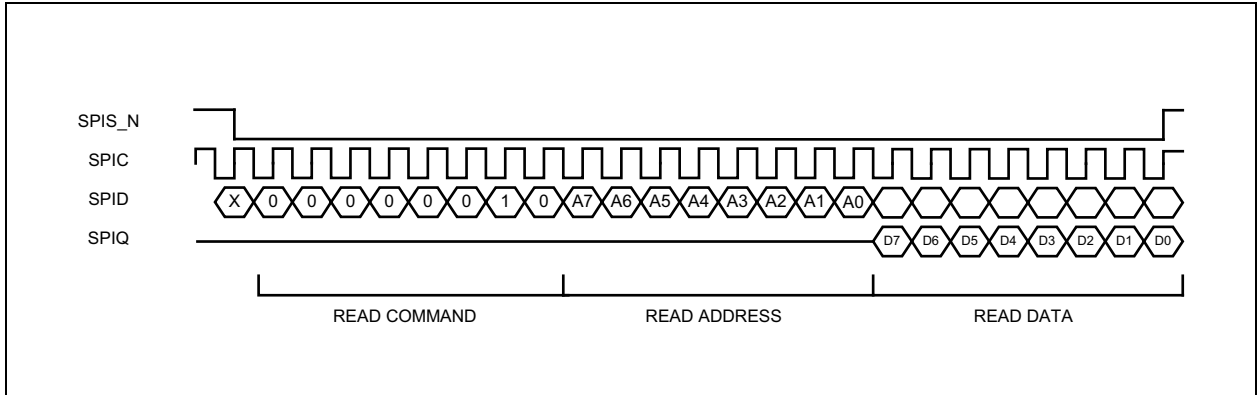 SPIS_N
SPIC
SPID X 0 0 0 0 0 0 1 0 A7 A6 A5 A4 A3 A2 A1 A0
SPIQ D7 D6 D5 D4 D3 D2 D1 D0
READ COMMAND READ ADDRESS READ DATA